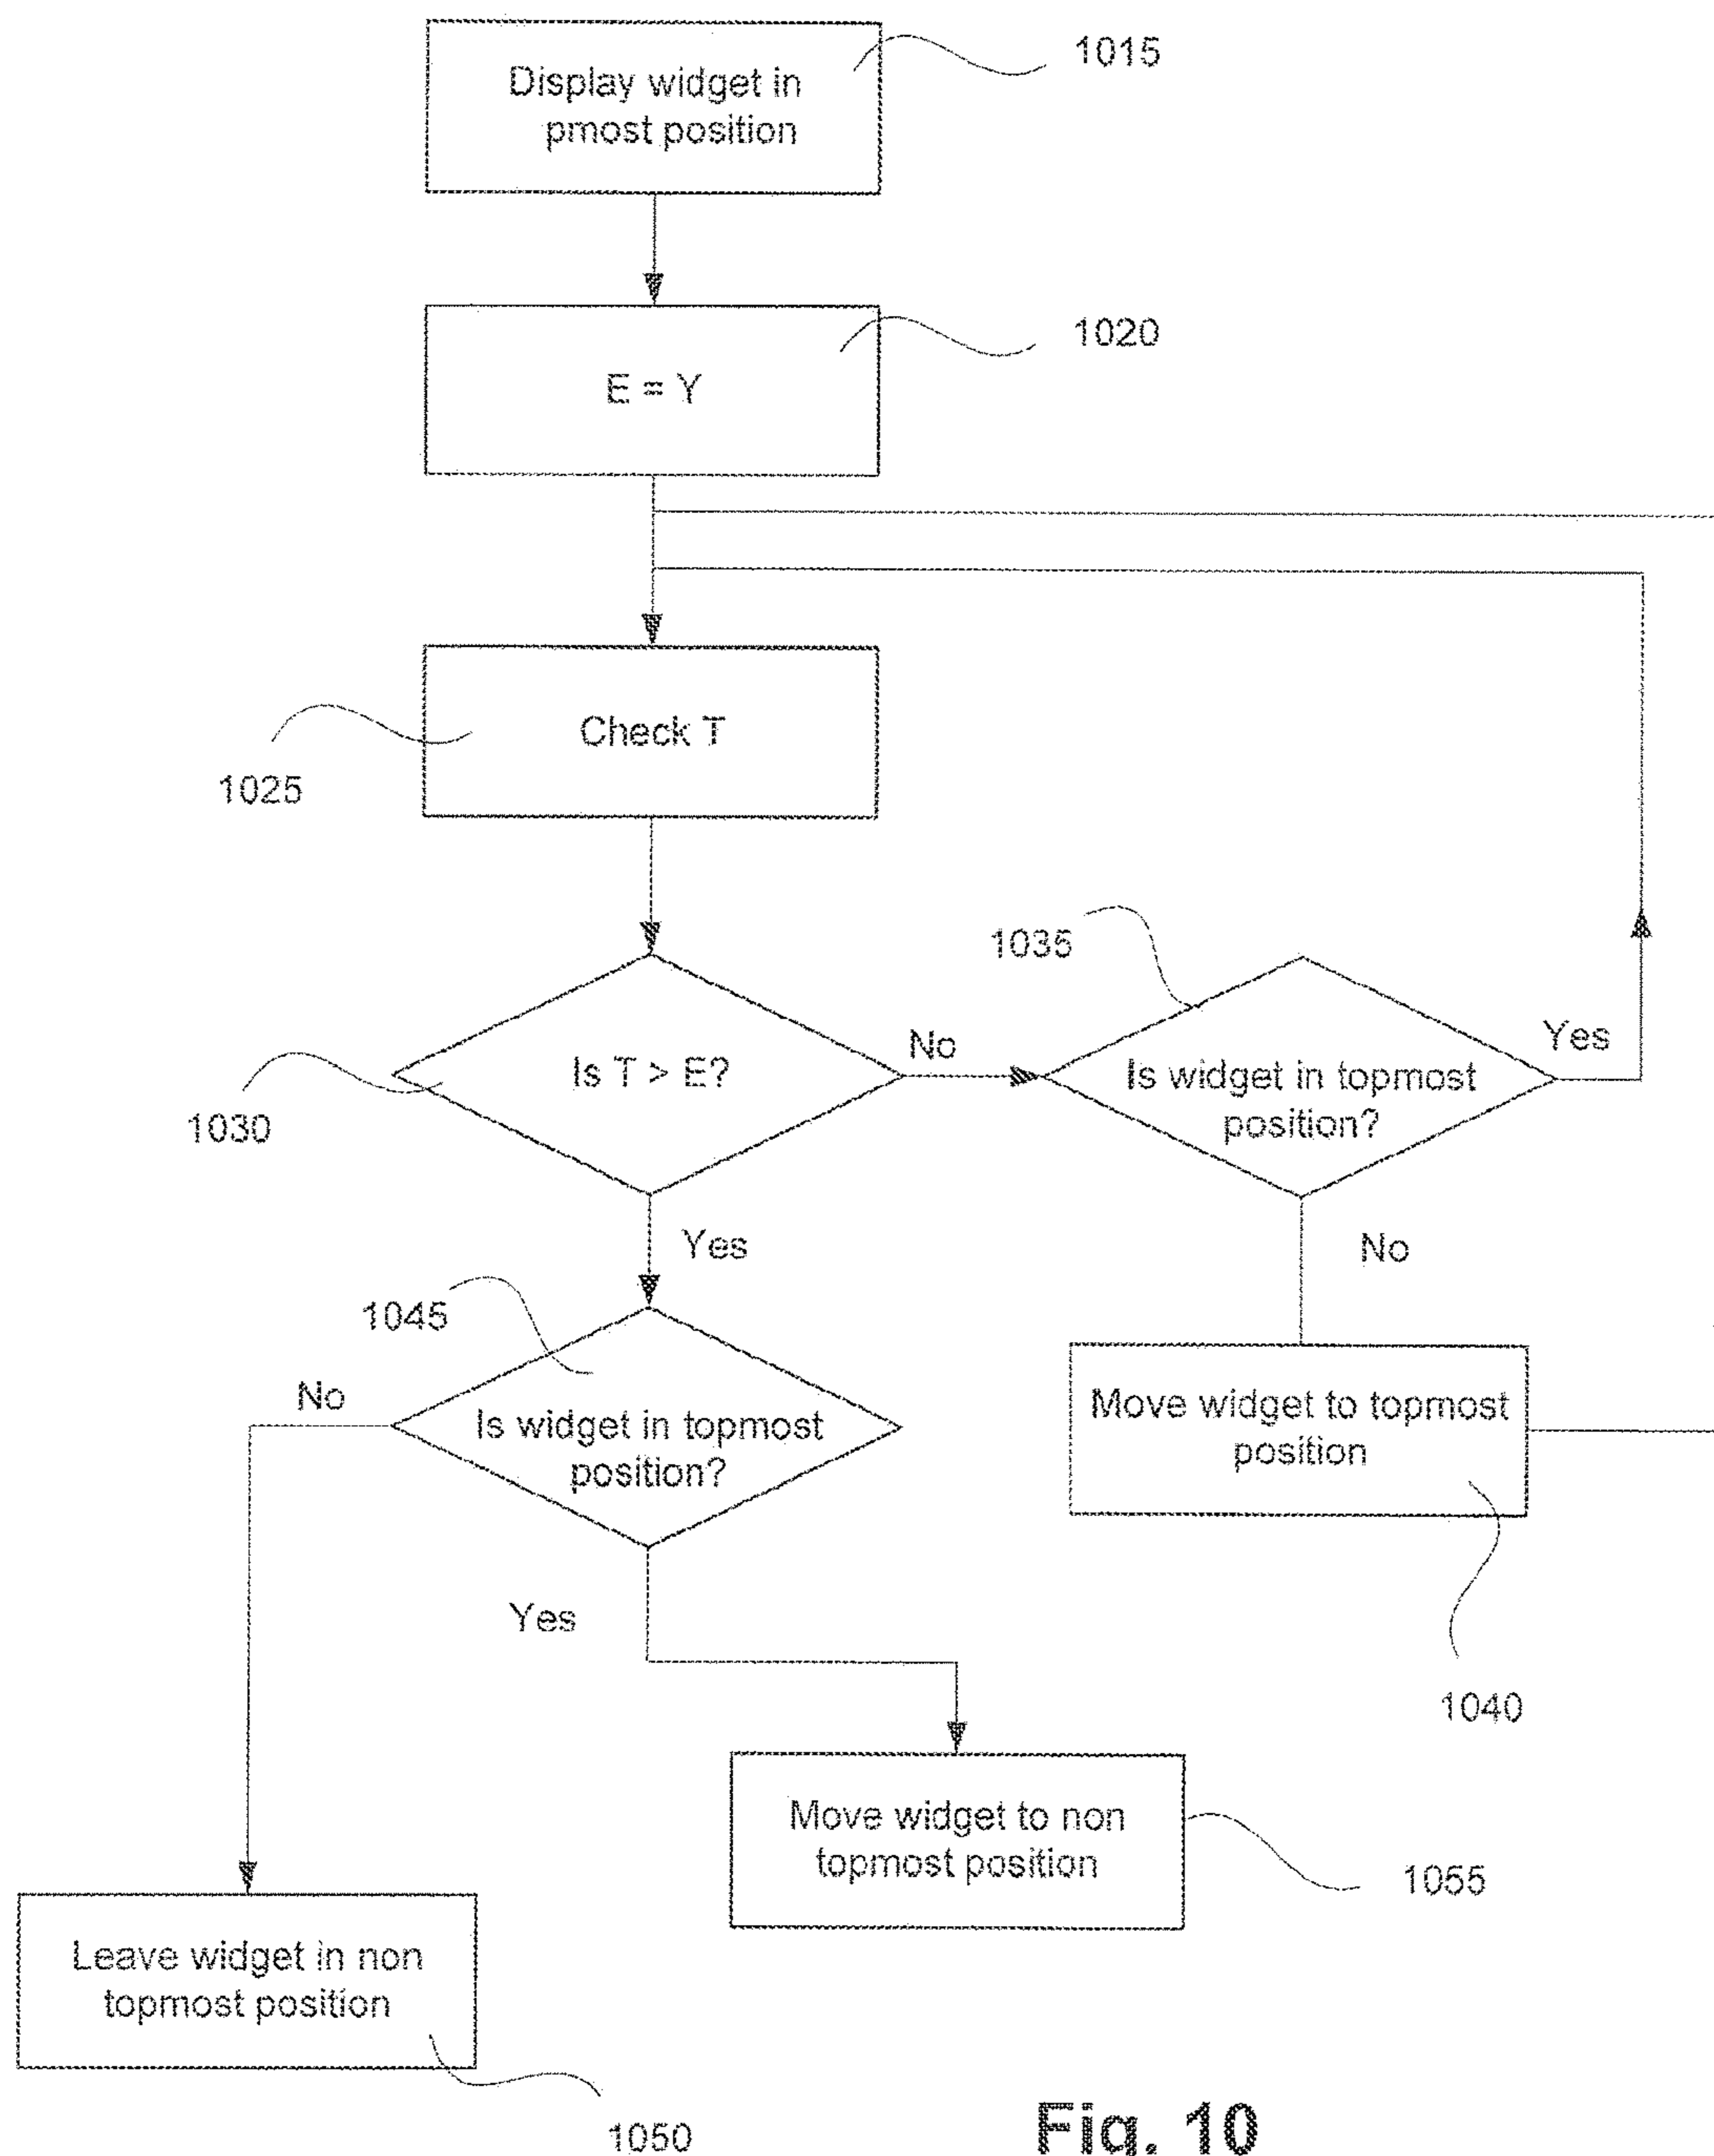 1015
Display widget in
pmost position
1020
E = Y
Check T
1025
1035
Is T > E?
No
Is widget in topmost
position?
Yes
1030
Yes
No
1045
No
Is widget in topmost
position?
Move widget to topmost
position
Yes
1040
Move widget to non
topmost position
1055
Leave widget in non
topmost position
1050
Fig. 10